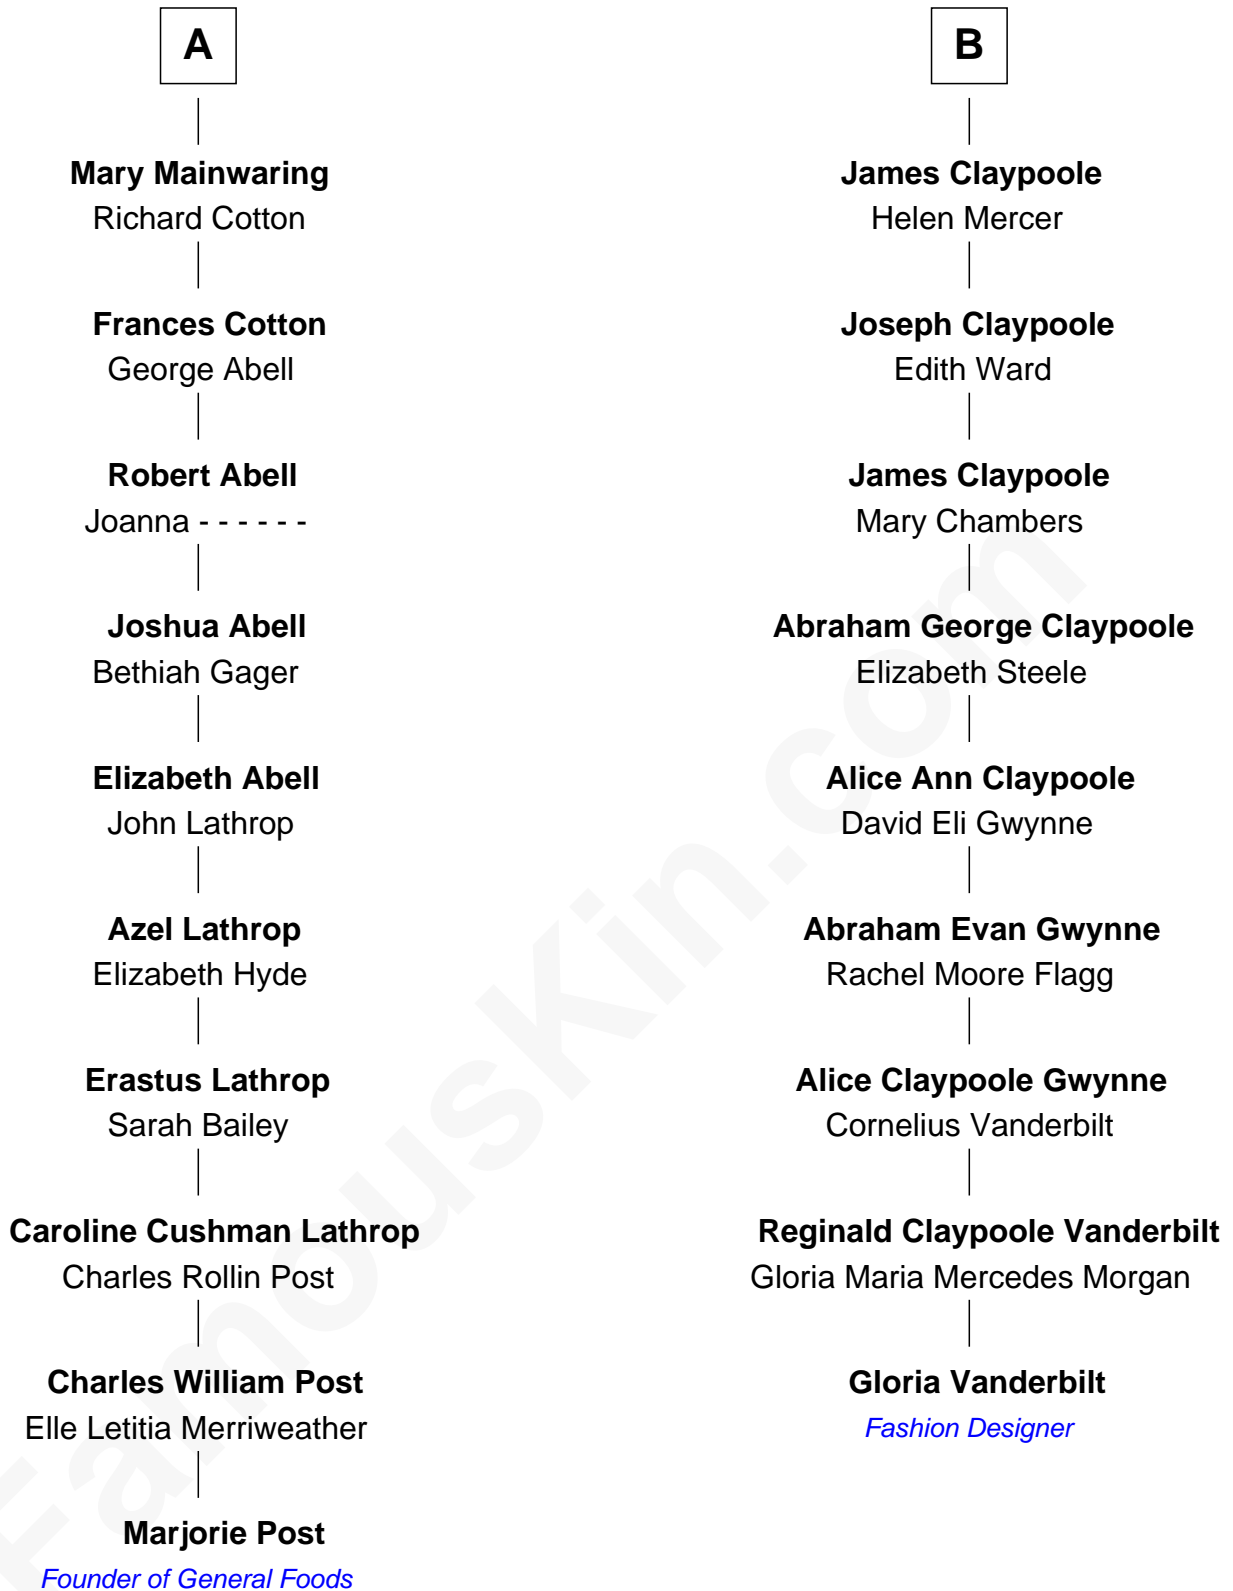 A
Mary Mainwaring
Richard Cotton
Frances Cotton
George Abell
Robert Abell
Joanna - - - - - -
Joshua Abell
Bethiah Gager
Elizabeth Abell
John Lathrop
Azel Lathrop
Elizabeth Hyde
Erastus Lathrop
Sarah Bailey
Caroline Cushman Lathrop
Charles Rollin Post
Charles William Post
Elle Letitia Merriweather
Marjorie Post
Founder of General Foods
B
James Claypoole
Helen Mercer
Joseph Claypoole
Edith Ward
James Claypoole
Mary Chambers
Abraham George Claypoole
Elizabeth Steele
Alice Ann Claypoole
David Eli Gwynne
Abraham Evan Gwynne
Rachel Moore Flagg
Alice Claypoole Gwynne
Cornelius Vanderbilt
Reginald Claypoole Vanderbilt
Gloria Maria Mercedes Morgan
Gloria Vanderbilt
Fashion Designer
FamousKin.com